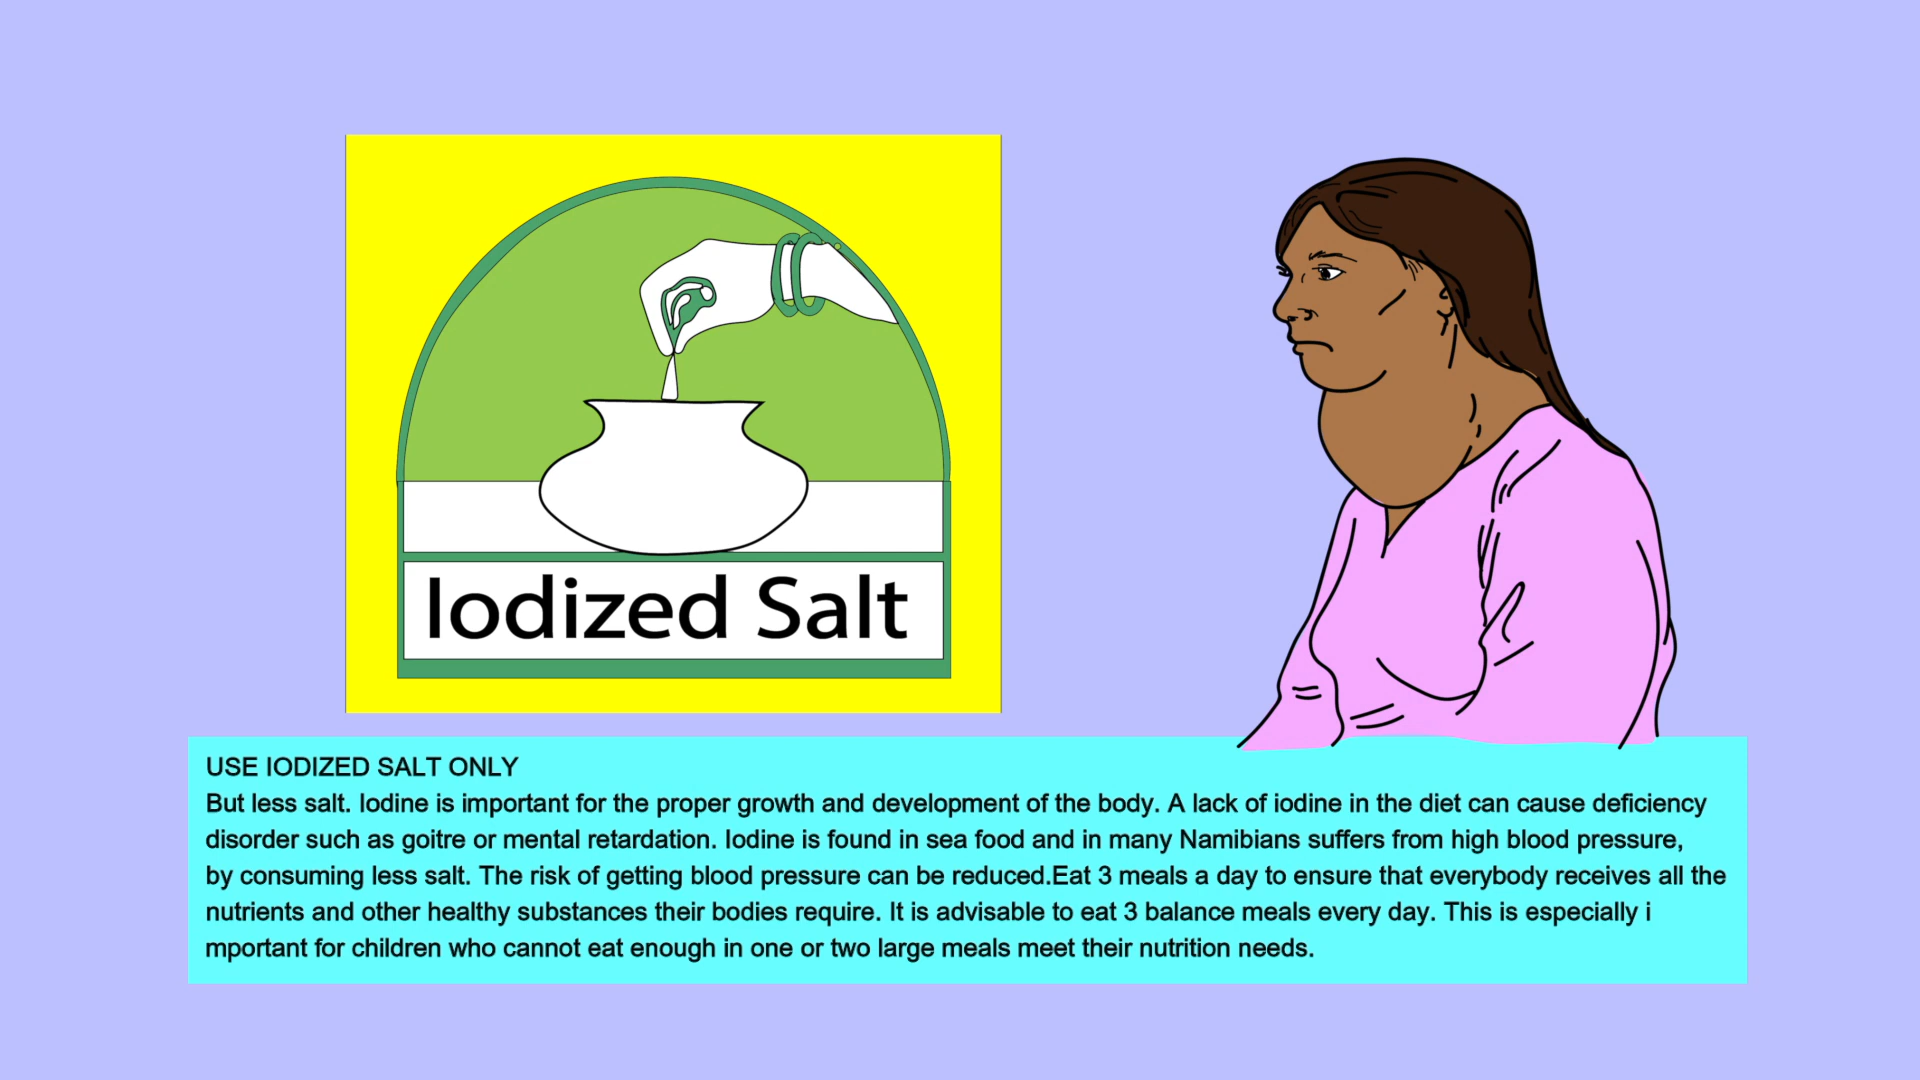 Iodized Salt
USE IODIZED SALT ONLY
But less salt. Iodine is important for the proper growth and development of the body. A lack of iodine in the diet can cause deficiency
disorder such as goitre or mental retardation. Iodine is found in sea food and in many Namibians suffers from high blood pressure,
by consuming less salt. The risk of getting blood pressure can be reduced.Eat 3 meals a day to ensure that everybody receives all the
nutrients and other healthy substances their bodies require. It is advisable to eat 3 balance meals every day. This is especially i
mportant for children who cannot eat enough in one or two large meals meet their nutrition needs.